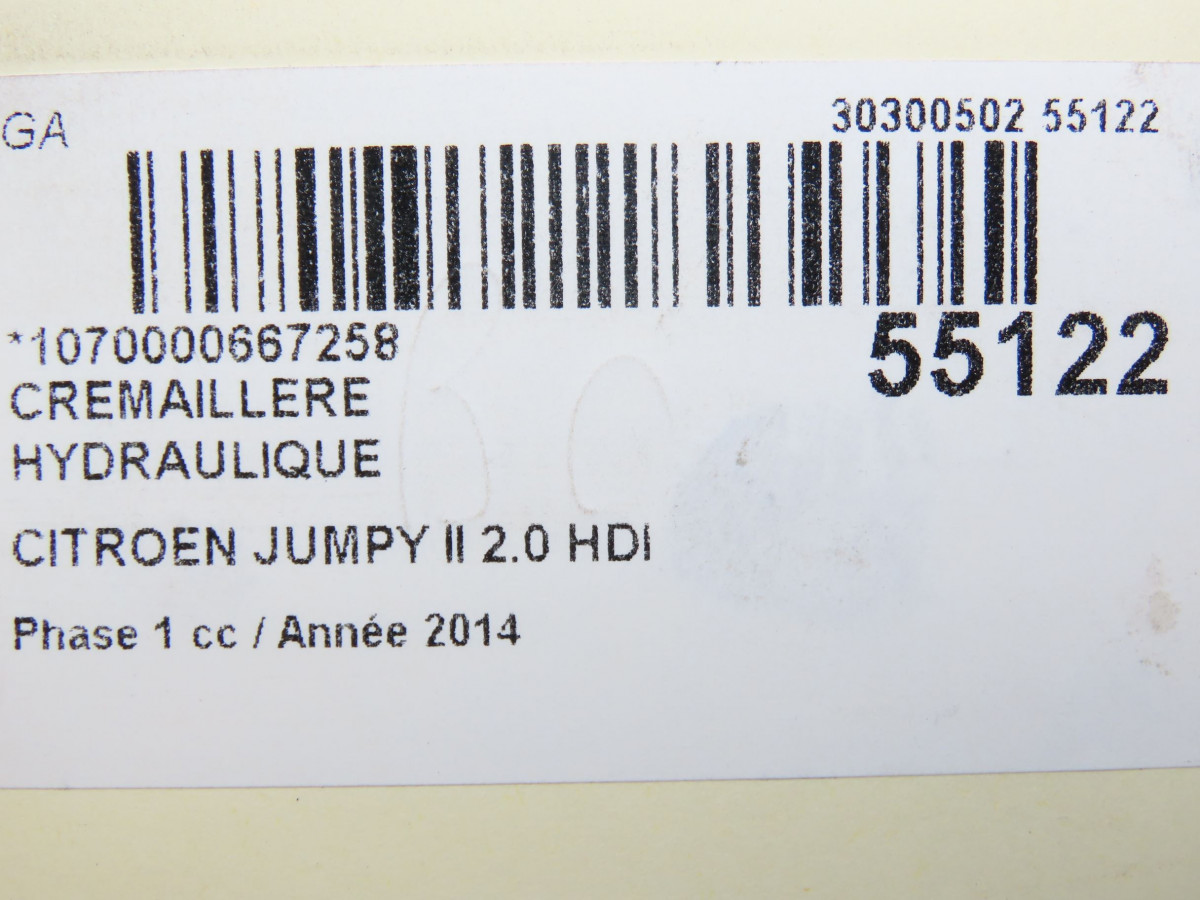 GA
30300502 55122
*1070000667258
55122
CREMAILLERE
HYDRAULIQUE
CITROEN JUMPY II 2.0 HDI
Phase 1 cc / Année 2014